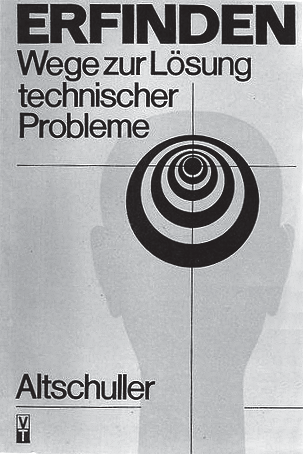 ERFINDEN
Wege zur Lösung
technischer
Probleme
Altschuller
VT